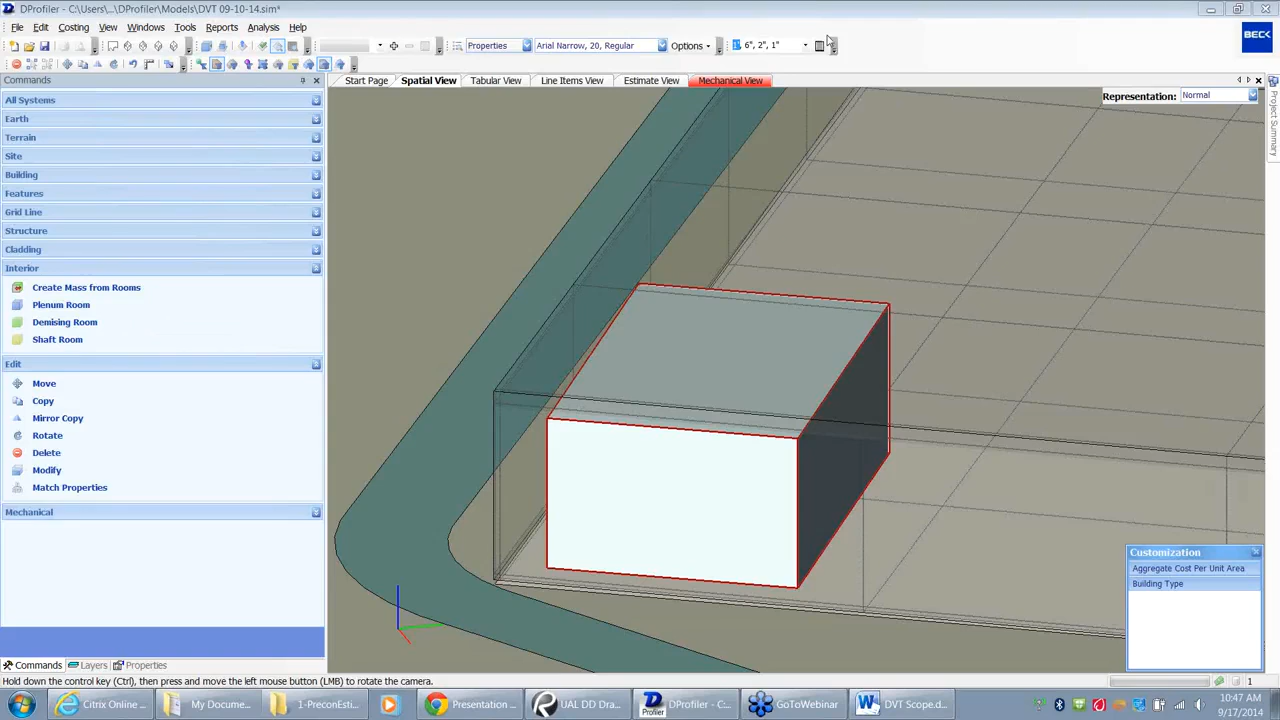 DProfiler - C:\Users\...\DProfiler\Models\DVT 09-10-14.sim*
File Edit Costing View Windows Tools Reports Analysis Help
BECK
Properties Arial Narrow, 20, Regular Options 6", 2", 1"
Commands
Start Page Spatial View Tabular View Line Items View Estimate View Mechanical View
Representation: Normal
Project Summary
All Systems
Earth
Terrain
Site
Building
Features
Grid Line
Structure
Cladding
Interior
Create Mass from Rooms
Plenum Room
Demising Room
Shaft Room
Edit
Move
Copy
Mirror Copy
Rotate
Delete
Modify
Match Properties
Mechanical
Customization
Aggregate Cost Per Unit Area
Building Type
Commands Layers Properties
Hold down the control key (Ctrl), then press and move the left mouse button (LMB) to rotate the camera. 1
Citrix Online ... My Docume... 1-PreconEsti... Presentation ... UAL DD Dra... DProfiler - C:... GoToWebinar DVT Scope.d...
10:47 AM
9/17/2014